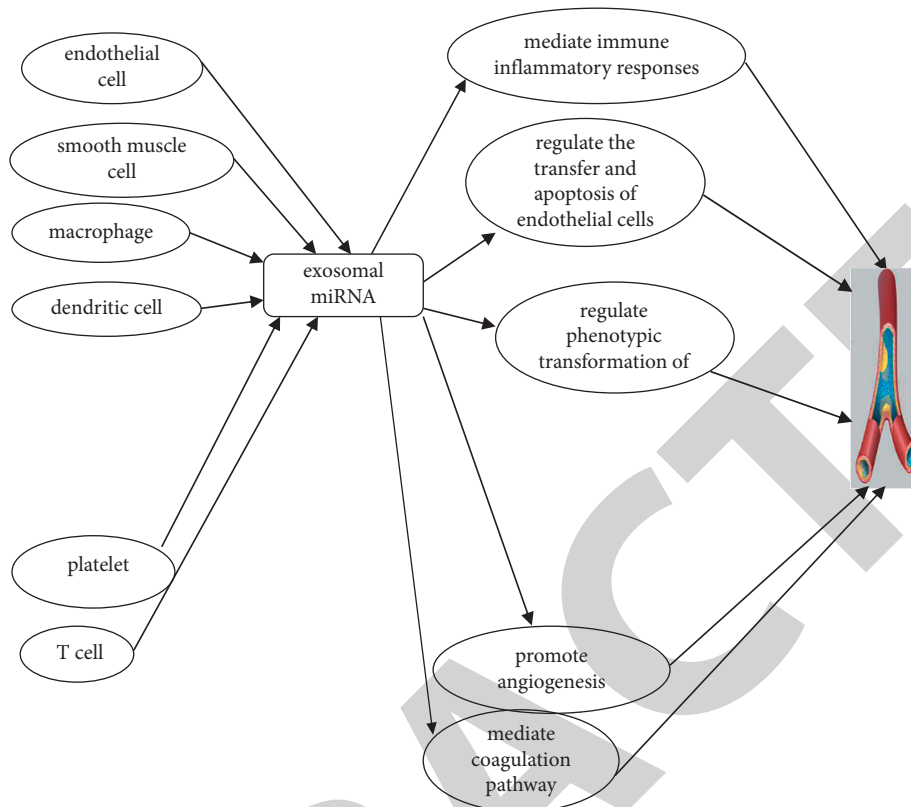 endothelial
cell
smooth muscle
cell
macrophage
dendritic cell
platelet
T cell
exosomal
miRNA
mediate immune
inflammatory responses
regulate the
transfer and
apoptosis of
endothelial cells
regulate
phenotypic
transformation of
promote
angiogenesis
mediate
coagulation
pathway